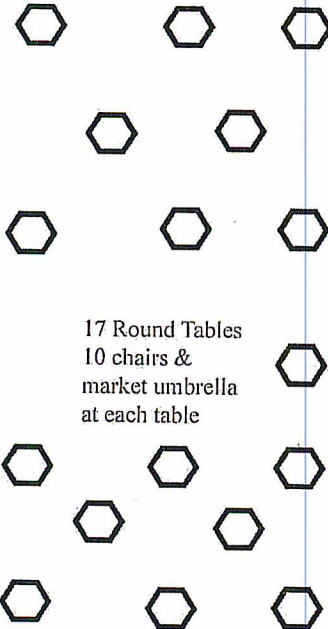 17 Round Tables
10 chairs &
market umbrella
at each table